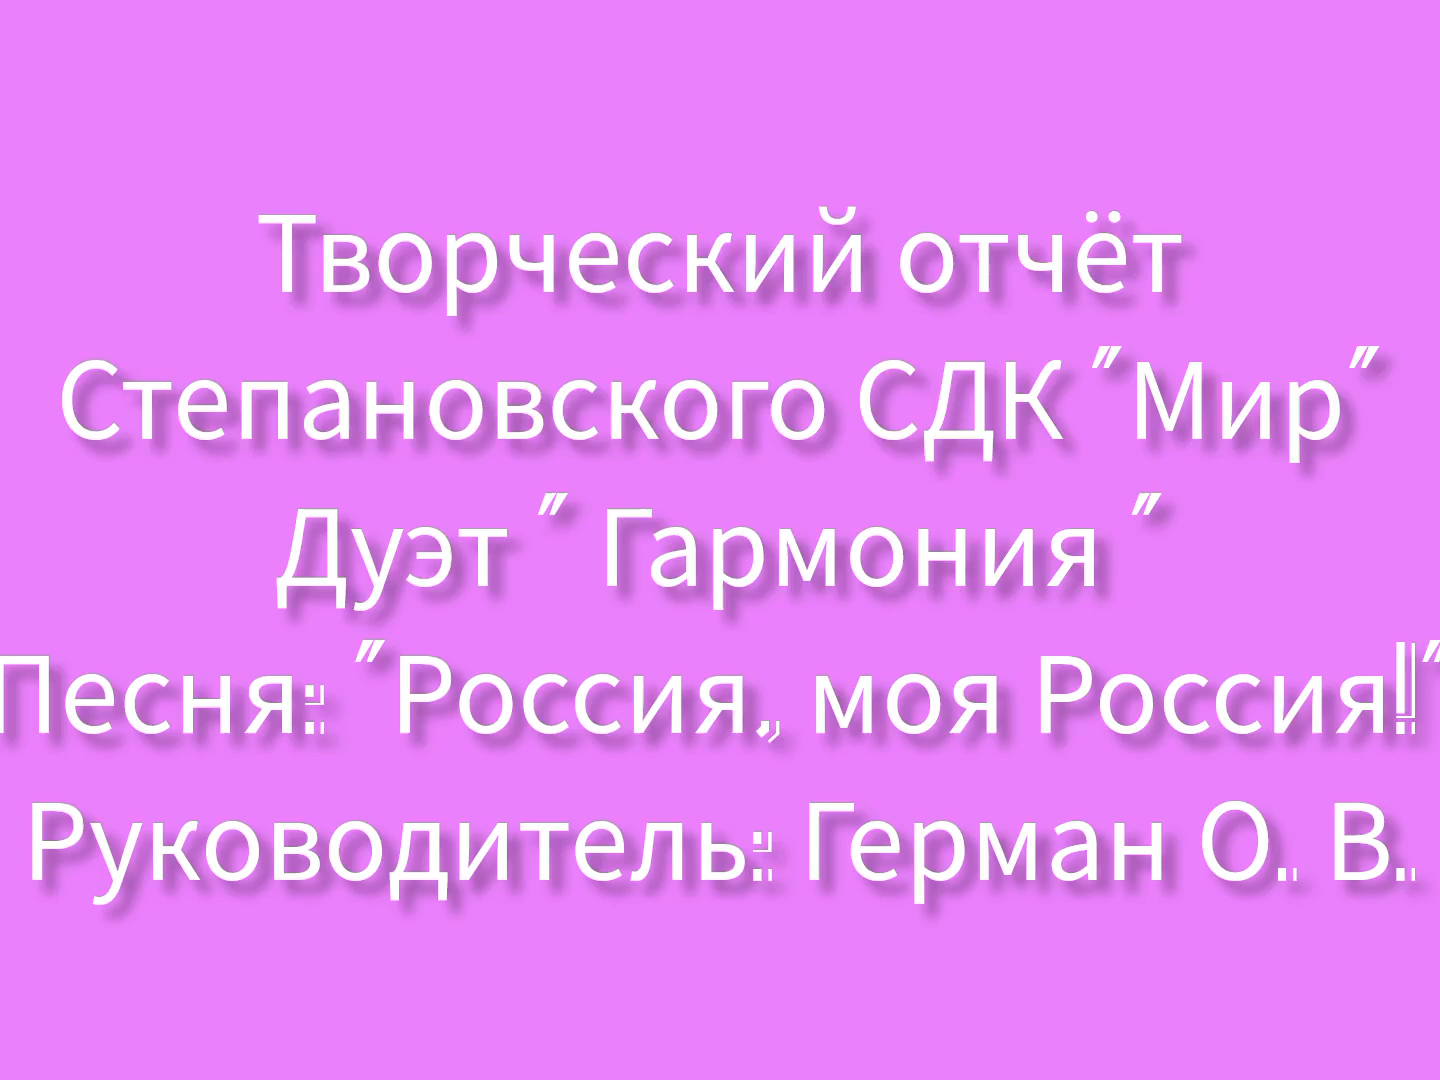 Творческий отчёт
Степановского СДК "Мир"
Дуэт " Гармония "
Песня: "Россия, моя Россия!"
Руководитель: Герман О. В.